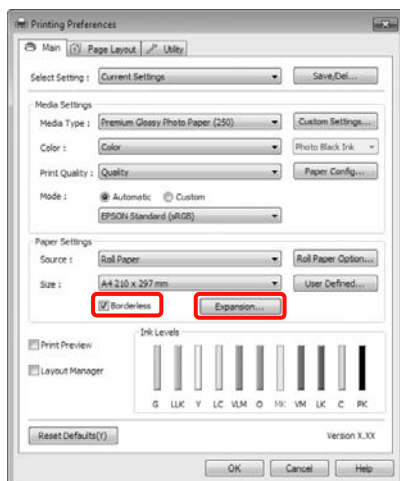 Printing Preferences
Main Page Layout Utility
Select Setting : Current Settings Save/Del...
Media Settings
Media Type : Premium Glossy Photo Paper (250) Custom Settings...
Color : Color Photo Black Ink
Print Quality : Quality Paper Config...
Mode : Automatic Custom
EPSON Standard (sRGB)
Paper Settings
Source : Roll Paper Roll Paper Option...
Size : A4 210 x 297 mm User Defined...
Borderless Expansion...
Ink Levels
Print Preview
Layout Manager
G LLK Y LC VLM O MK VM LK C PK
Reset Defaults(Y) Version X.XX
OK Cancel Help